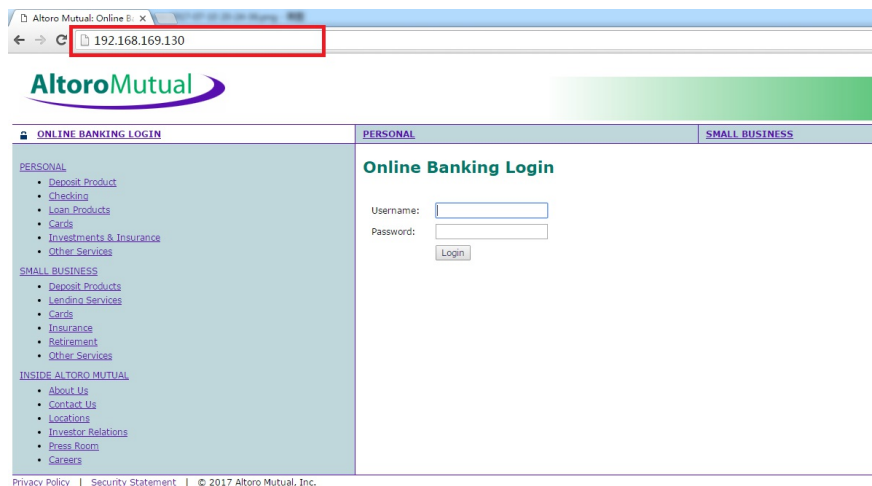 Altoro Mutual: Online B
192.168.169.130
AltoroMutual
ONLINE BANKING LOGIN
PERSONAL
SMALL BUSINESS
PERSONAL
Deposit Product
Checking
Loan Products
Cards
Investments & Insurance
Other Services
SMALL BUSINESS
Deposit Products
Lending Services
Cards
Insurance
Retirement
Other Services
INSIDE ALTORO MUTUAL
About Us
Contact Us
Locations
Investor Relations
Press Room
Careers
Online Banking Login
Username:
Password:
Login
Privacy Policy | Security Statement | © 2017 Altoro Mutual, Inc.